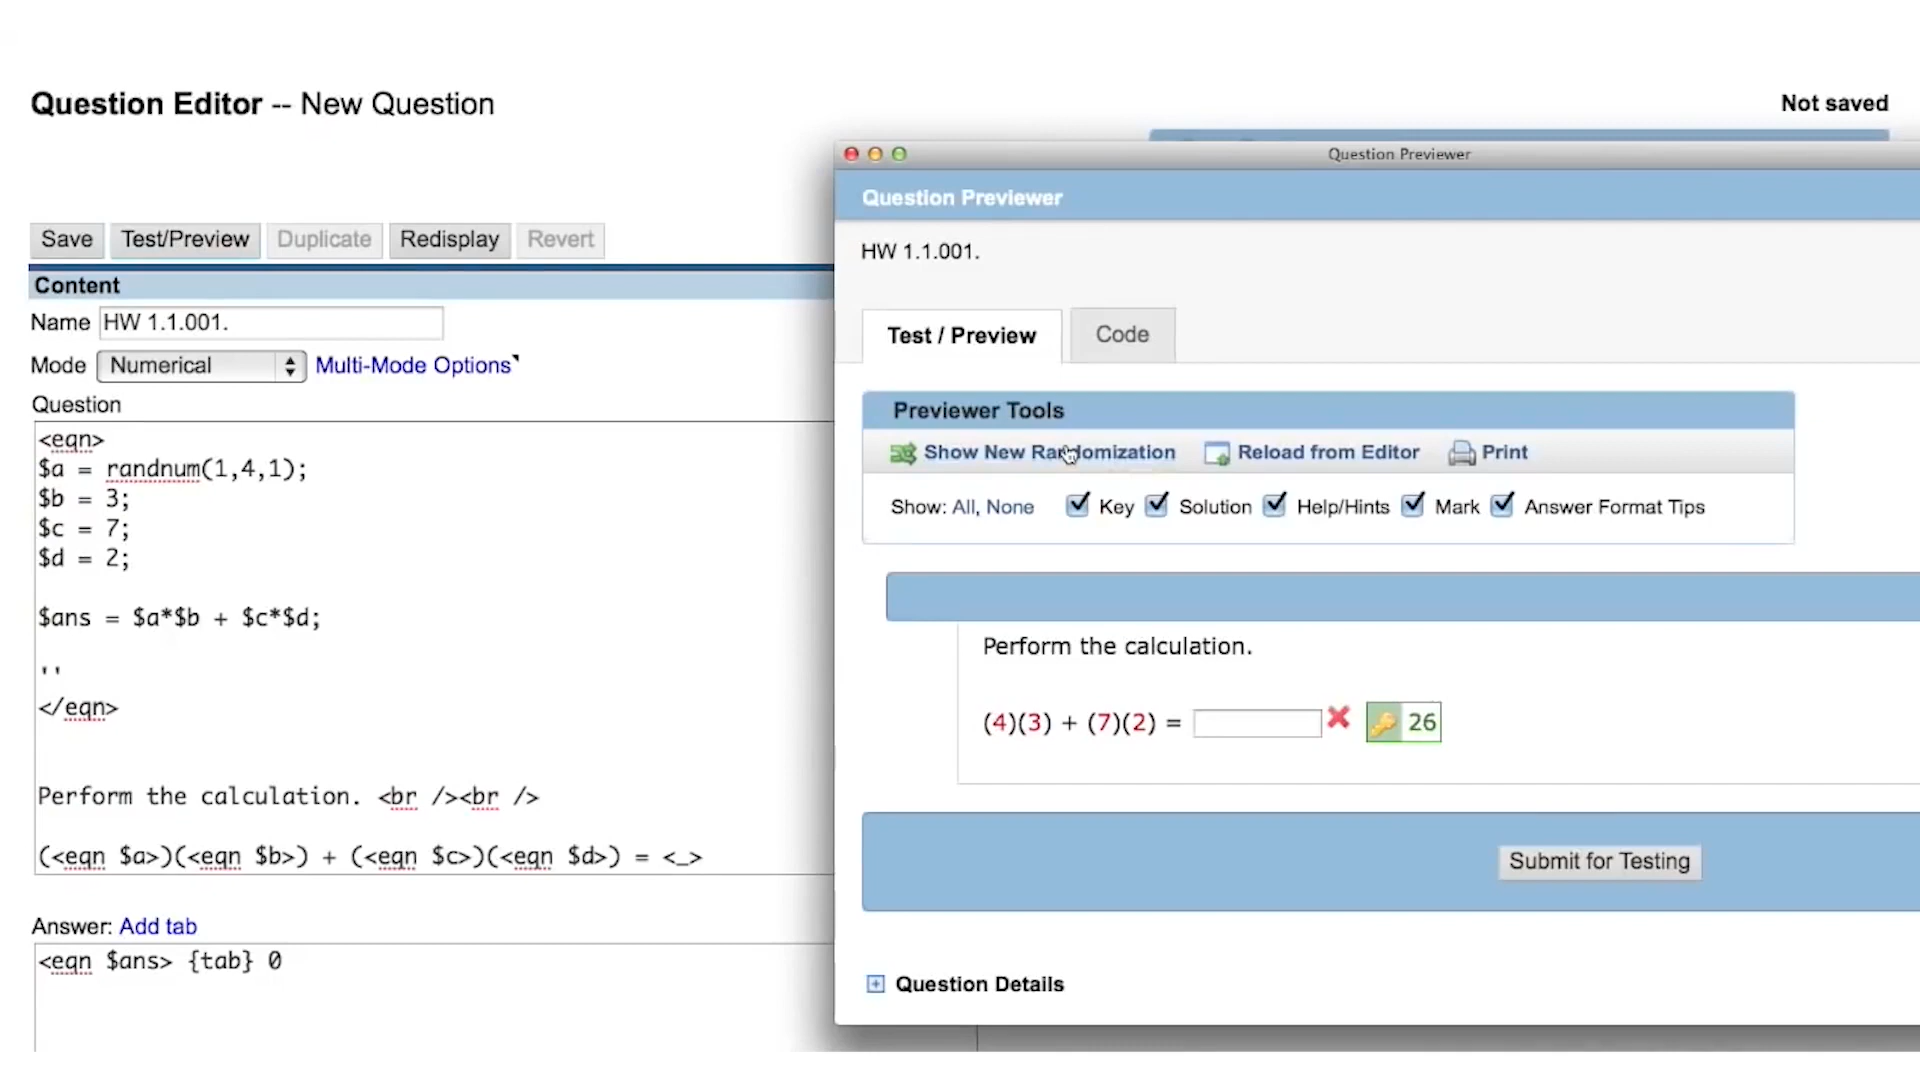 Question Editor -- New Question
Not saved
Save Test/Preview Duplicate Redisplay Revert
Content
Name HW 1.1.001.
Mode Numerical Multi-Mode Options
Question
<eqn>
$a = randnum(1,4,1);
$b = 3;
$c = 7;
$d = 2;
$ans = $a*$b + $c*$d;
''
</eqn>
Perform the calculation. <br /><br />
(<eqn $a>)(<eqn $b>) + (<eqn $c>)(<eqn $d>) = <_>
Answer: Add tab
<eqn $ans> {tab} 0
Question Previewer
Question Previewer
HW 1.1.001.
Test / Preview Code
Previewer Tools
Show New Randomization Reload from Editor Print
Show: All, None Key Solution Help/Hints Mark Answer Format Tips
Perform the calculation.
(4)(3) + (7)(2) = 26
Submit for Testing
Question Details